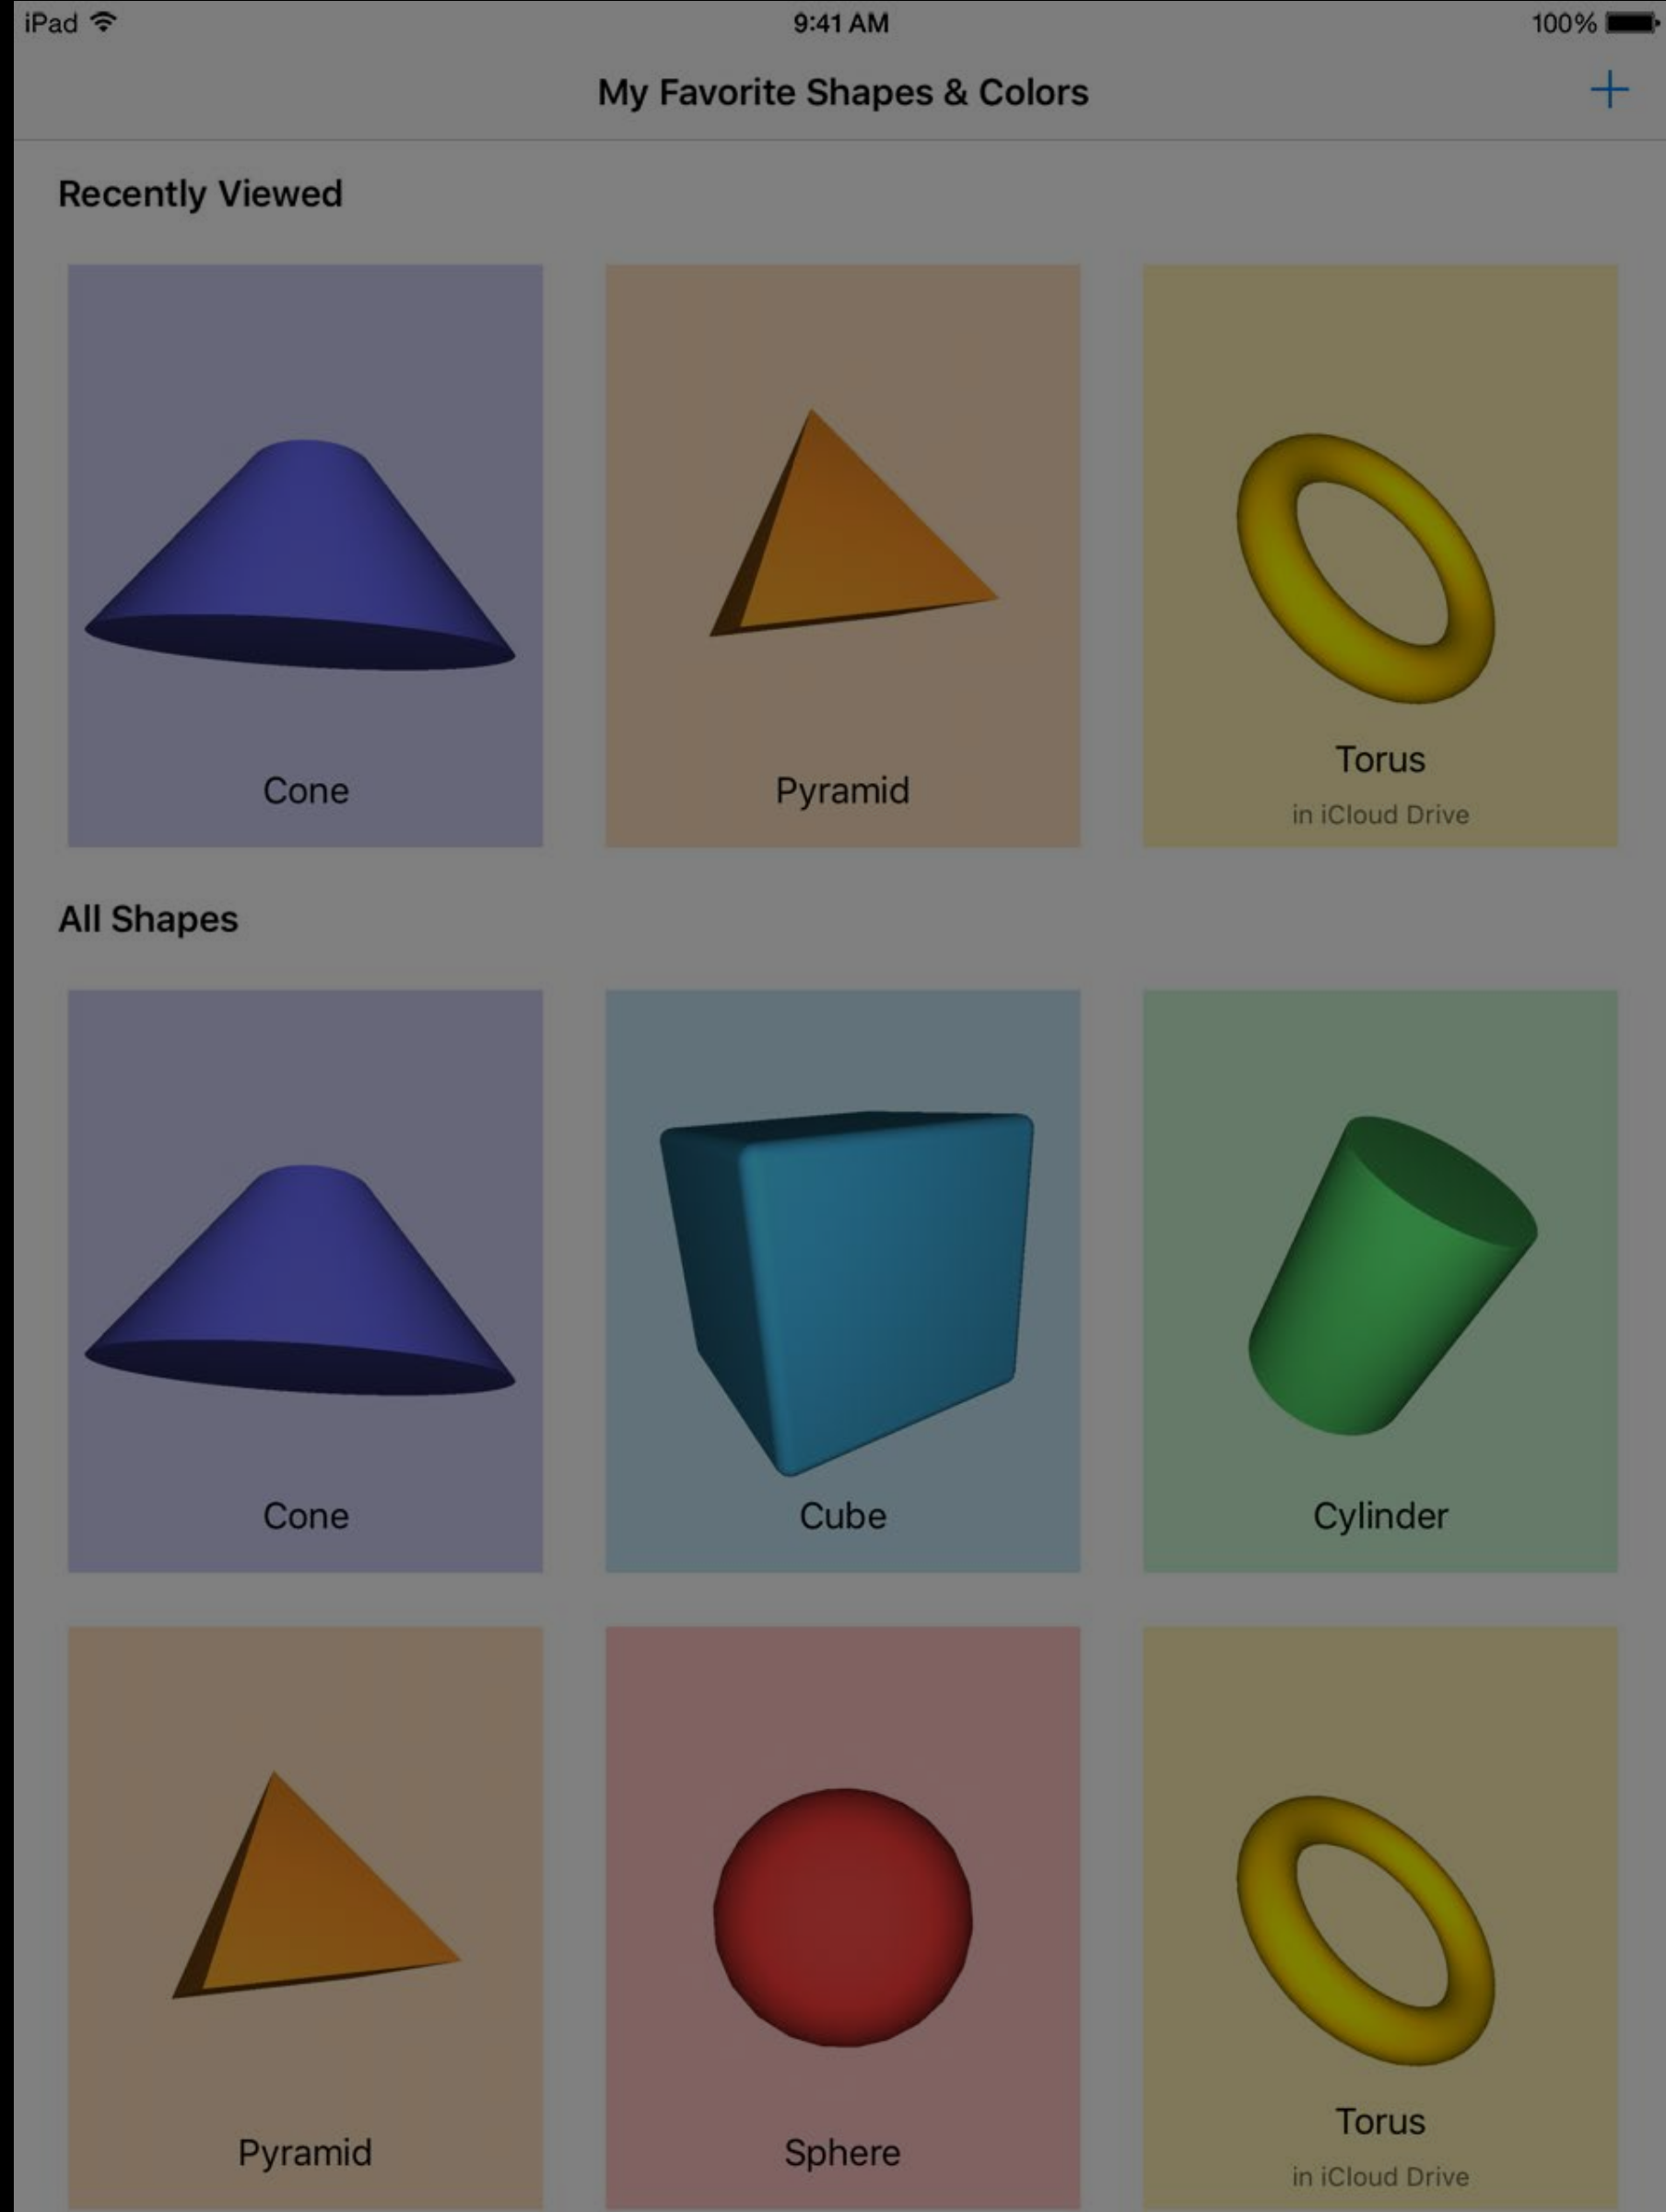 iPad 9:41 AM 100%
My Favorite Shapes & Colors
Recently Viewed
Cone
Pyramid
Torus
in iCloud Drive
All Shapes
Cone
Cube
Cylinder
Pyramid
Sphere
Torus
in iCloud Drive